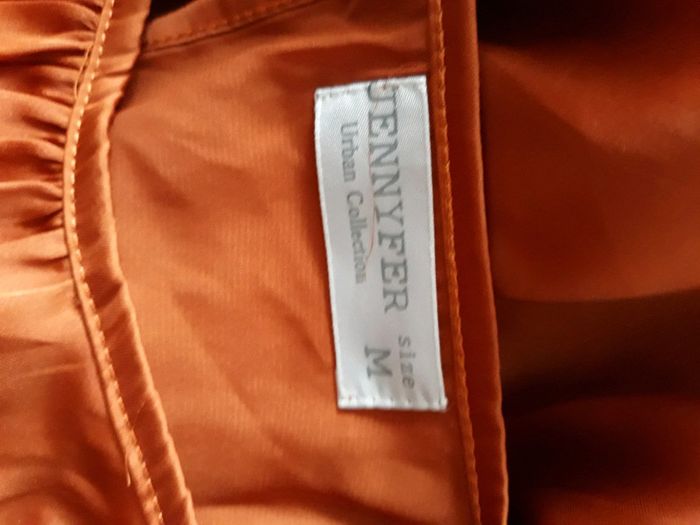 JENNYFER
Urban Collection
size
M